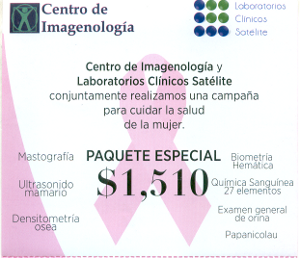 Centro de
Imagenología
Laboratorios
Clínicos
Satélite
Centro de Imagenología y
Laboratorios Clínicos Satélite
conjuntamente realizamos una campaña
para cuidar la salud
de la mujer.
Mastografía
Ultrasonido
mamario
Densitometría
osea
PAQUETE ESPECIAL
$1,510
Biometría
Hemática
Química Sanguínea
27 elementos
Examen general
de orina
Papanicolau